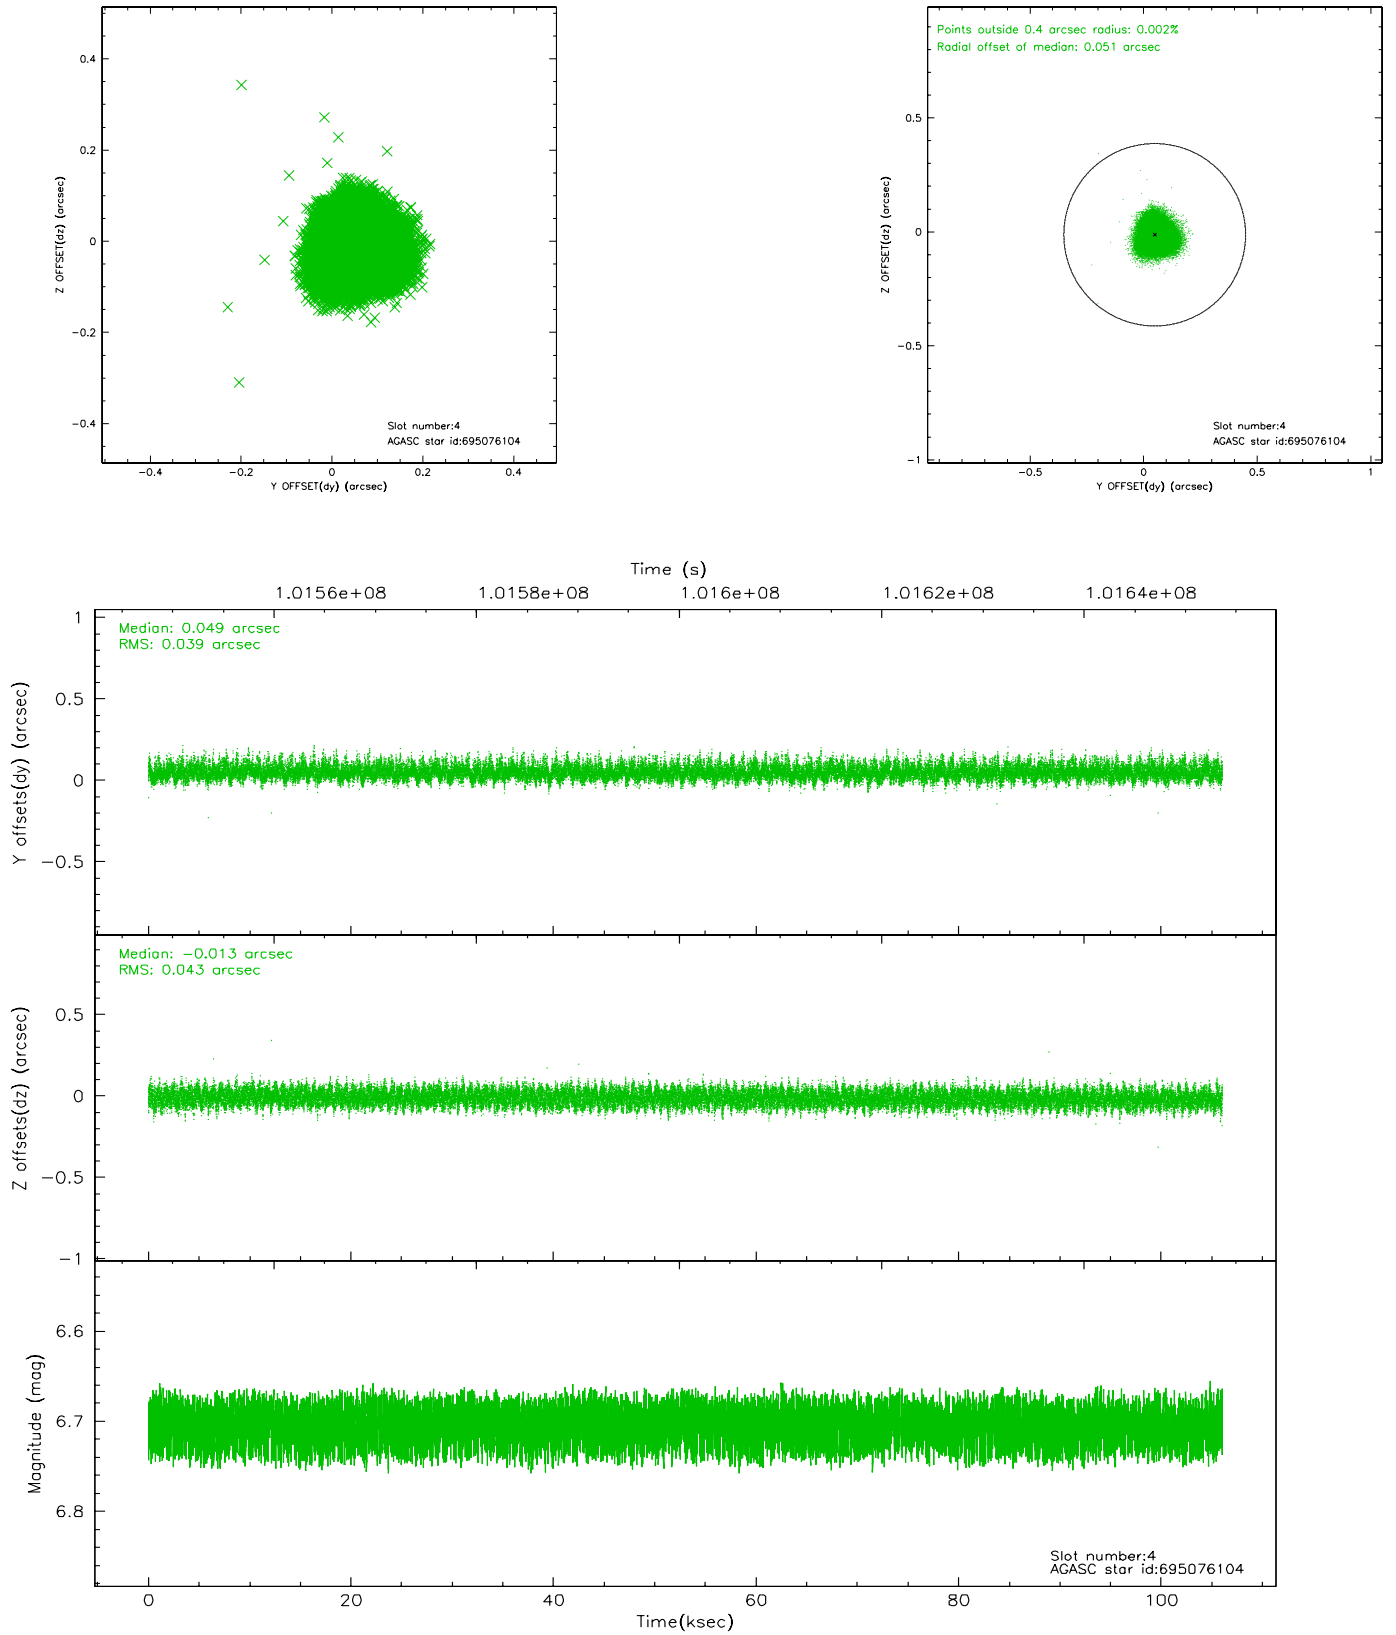 0.4
0.2
0
−0.2
−0.4
Z OFFSET(dz) (arcsec)
Slot number:4
AGASC star id:695076104
−0.4
−0.2
0
0.2
0.4
Y OFFSET(dy) (arcsec)
Points outside 0.4 arcsec radius: 0.002%
Radial offset of median: 0.051 arcsec
0.5
0
−0.5
−1
Z OFFSET(dz) (arcsec)
Slot number:4
AGASC star id:695076104
−0.5
0
0.5
1
Y OFFSET(dy) (arcsec)
Time (s)
1.0156e+08
1.0158e+08
1.016e+08
1.0162e+08
1.0164e+08
Median: 0.049 arcsec
RMS: 0.039 arcsec
1
0.5
0
−0.5
Y offsets(dy) (arcsec)
Median: −0.013 arcsec
RMS: 0.043 arcsec
0.5
0
−0.5
−1
Z offsets(dz) (arcsec)
6.6
6.7
6.8
Magnitude (mag)
Slot number:4
AGASC star id:695076104
0
20
40
60
80
100
Time(ksec)